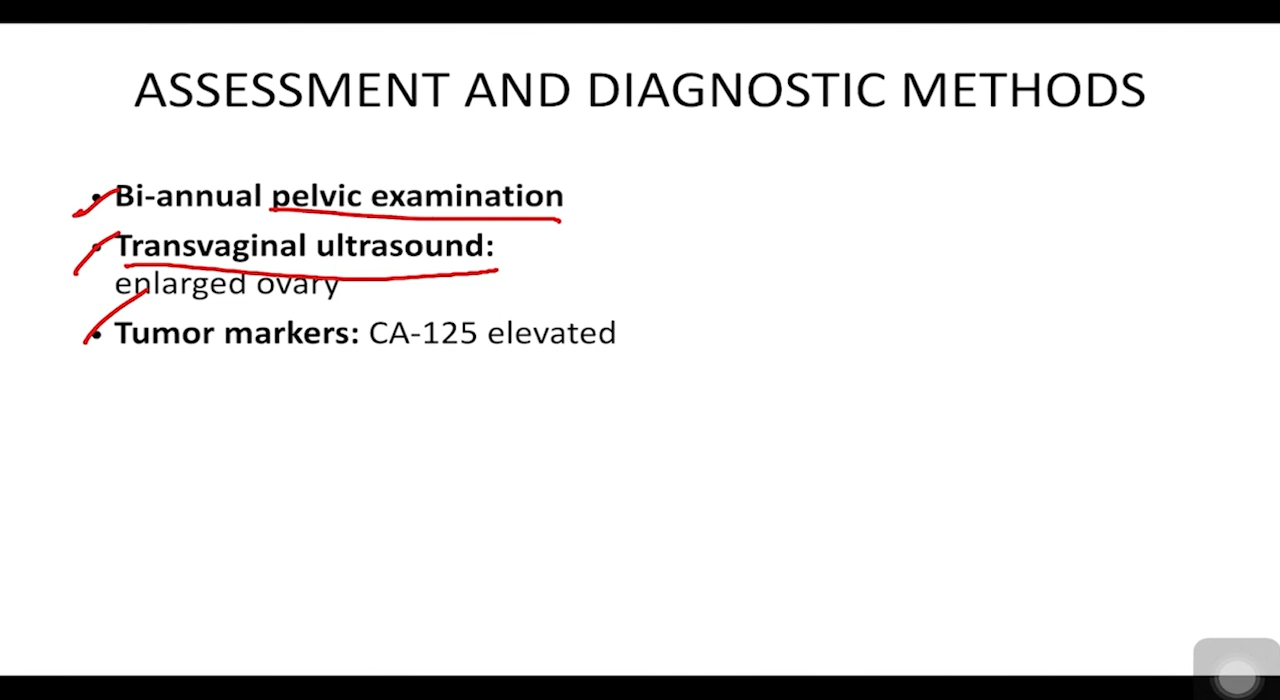 ASSESSMENT AND DIAGNOSTIC METHODS
• Bi-annual pelvic examination
• Transvaginal ultrasound:
enlarged ovary
• Tumor markers: CA-125 elevated